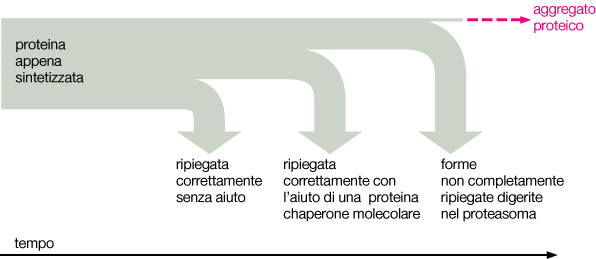 aggregato
proteico
proteina
appena
sintetizzata
ripiegata
correttamente
senza aiuto
ripiegata
correttamente con
l'aiuto di una proteina
chaperone molecolare
forme
non completamente
ripiegate digerite
nel proteasoma
tempo